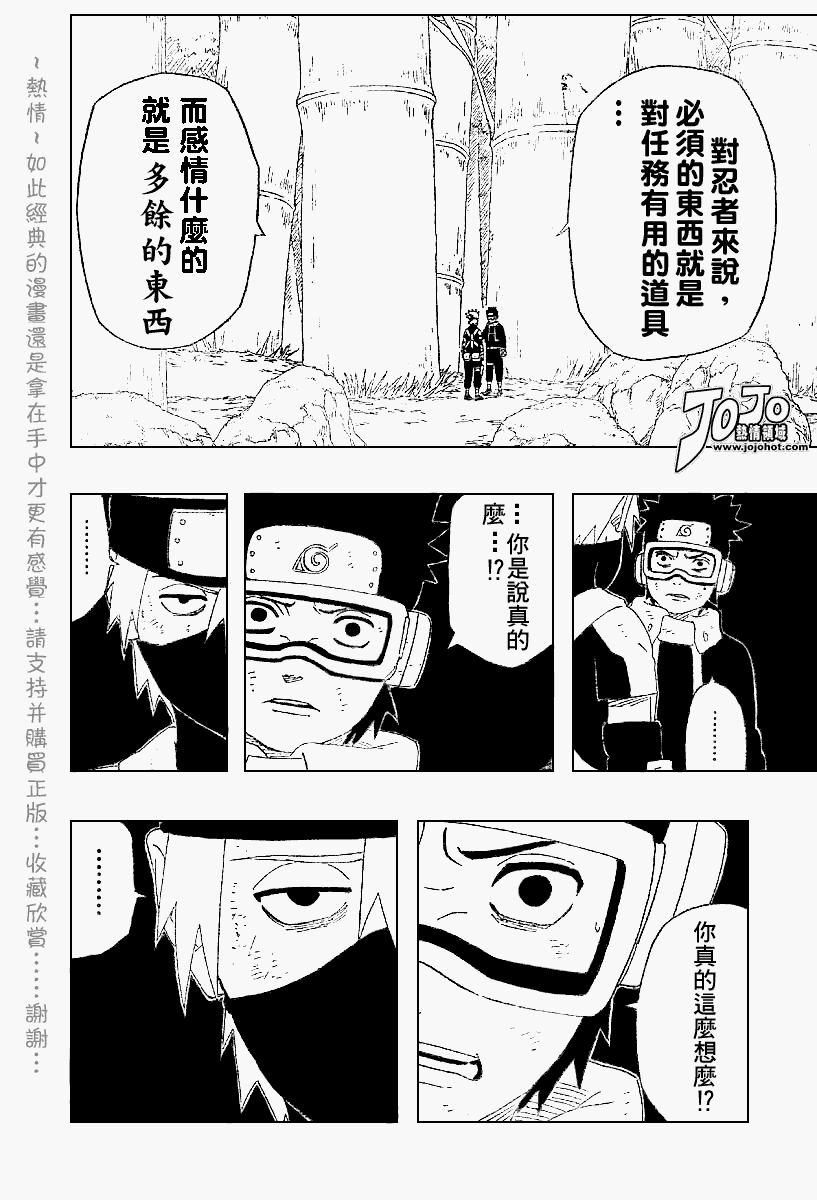 對忍者來說，
必須的東西就是
對任務有用的道具
…
而感情什麼的
就是多餘的東西
JOJO
熱情領域
www.jojohot.com
………
…你是說真的
麼…!?
………
你真的這麼想麼!?
………
~熱情~如此經典的漫畫還是拿在手中才更有感覺…請支持并購買正版…收藏欣賞……謝謝…